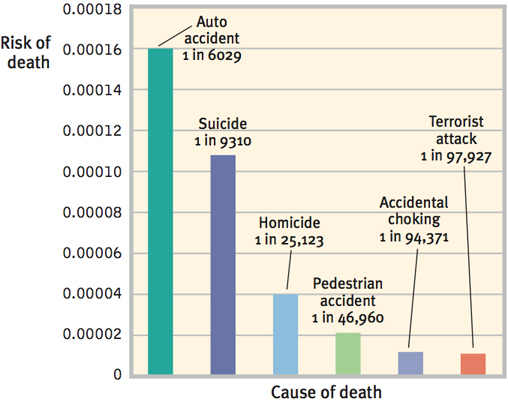 Risk of
death
0.00018
0.00016
0.00014
0.00012
0.00010
0.00008
0.00006
0.00004
0.00002
0
Auto
accident
1 in 6029
Suicide
1 in 9310
Homicide
1 in 25,123
Pedestrian
accident
1 in 46,960
Accidental
choking
1 in 94,371
Terrorist
attack
1 in 97,927
Cause of death